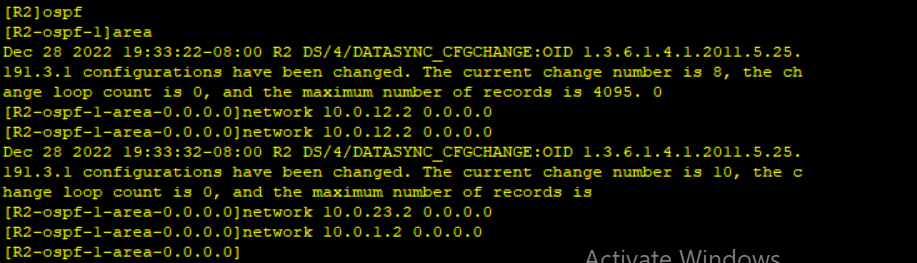 [R2]ospf
[R2-ospf-1]area
Dec 28 2022 19:33:22-08:00 R2 DS/4/DATASYNC_CFGCHANGE:OID 1.3.6.1.4.1.2011.5.25.
191.3.1 configurations have been changed. The current change number is 8, the ch
ange loop count is 0, and the maximum number of records is 4095. 0
[R2-ospf-1-area-0.0.0.0]network 10.0.12.2 0.0.0.0
[R2-ospf-1-area-0.0.0.0]network 10.0.12.2 0.0.0.0
Dec 28 2022 19:33:32-08:00 R2 DS/4/DATASYNC_CFGCHANGE:OID 1.3.6.1.4.1.2011.5.25.
191.3.1 configurations have been changed. The current change number is 10, the c
hange loop count is 0, and the maximum number of records is
[R2-ospf-1-area-0.0.0.0]network 10.0.23.2 0.0.0.0
[R2-ospf-1-area-0.0.0.0]network 10.0.1.2 0.0.0.0
[R2-ospf-1-area-0.0.0.0]
Activate Windows